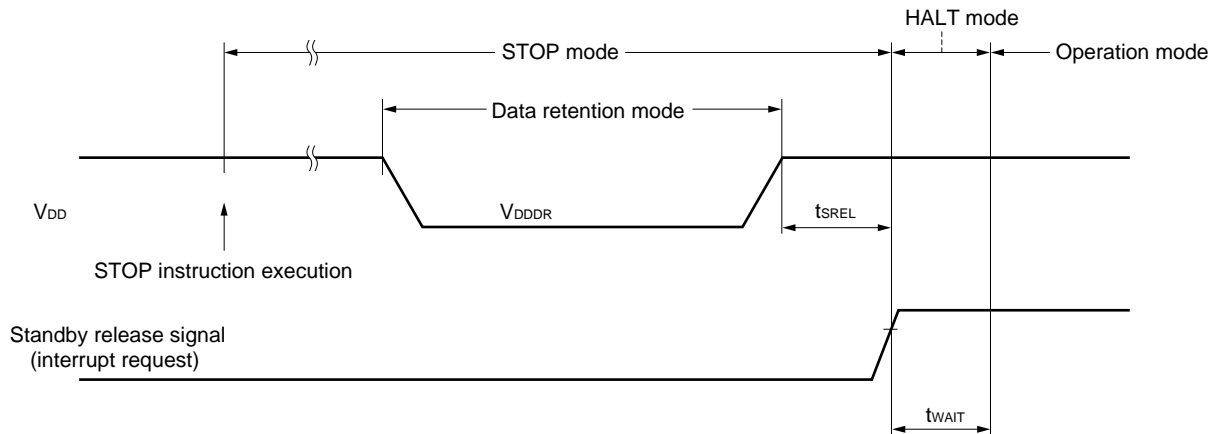 HALT mode
STOP mode
Operation mode
Data retention mode
VDD
VDDDR
tSREL
STOP instruction execution
Standby release signal
(interrupt request)
tWAIT